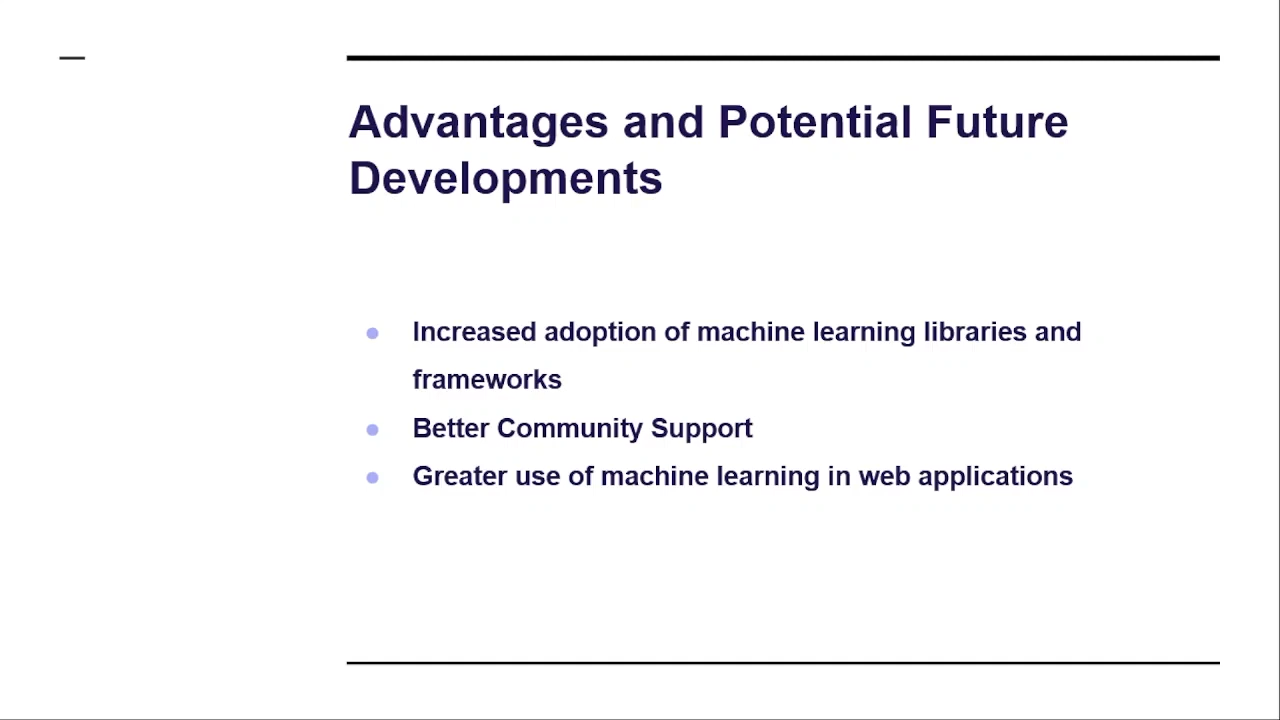 Advantages and Potential Future
Developments
● Increased adoption of machine learning libraries and
frameworks
● Better Community Support
● Greater use of machine learning in web applications